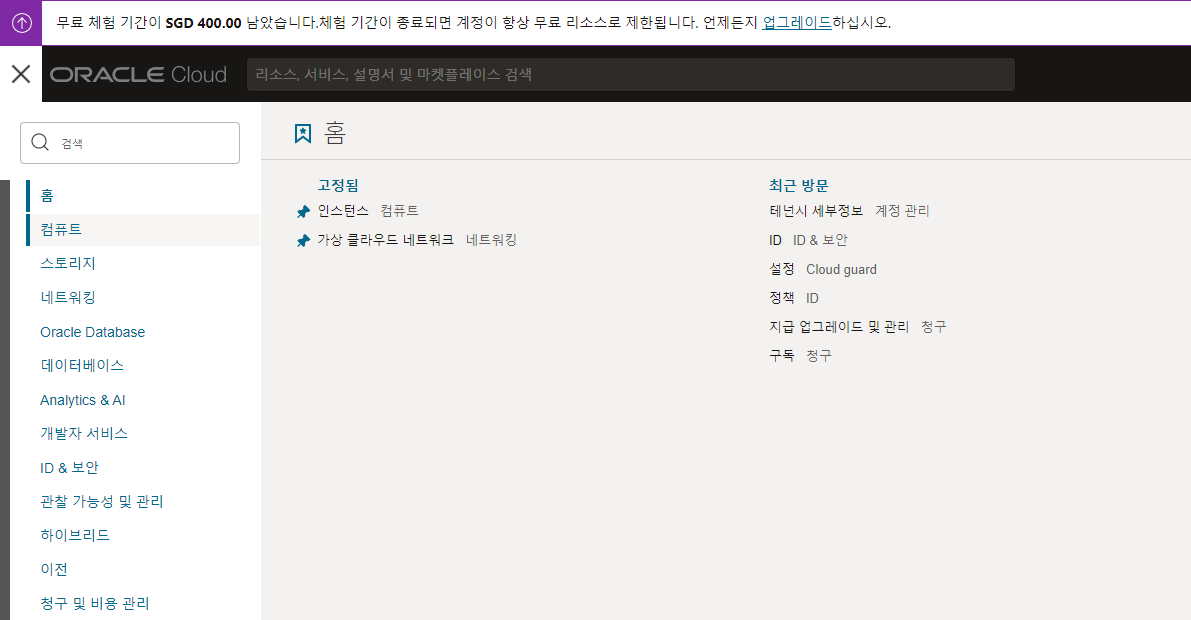 무료 체험 기간이 SGD 400.00 남았습니다.체험 기간이 종료되면 계정이 항상 무료 리소스로 제한됩니다. 언제든지 업그레이드하십시오.
ORACLE Cloud
리소스, 서비스, 설명서 및 마켓플레이스 검색
검색
홈
컴퓨트
스토리지
네트워킹
Oracle Database
데이터베이스
Analytics & AI
개발자 서비스
ID & 보안
관찰 가능성 및 관리
하이브리드
이전
청구 및 비용 관리
홈
고정됨
인스턴스 컴퓨트
가상 클라우드 네트워크 네트워킹
최근 방문
테넌시 세부정보 계정 관리
ID ID & 보안
설정 Cloud guard
정책 ID
지급 업그레이드 및 관리 청구
구독 청구